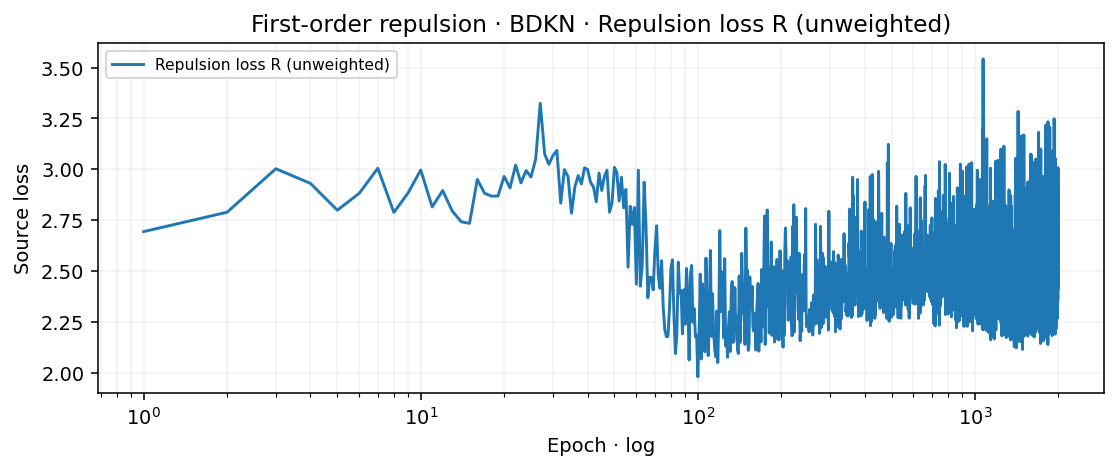 First-order repulsion · BDKN · Repulsion loss R (unweighted)
Repulsion loss R (unweighted)
Source loss
3.50
3.25
3.00
2.75
2.50
2.25
2.00
10⁰ 10¹ 10² 10³
Epoch · log